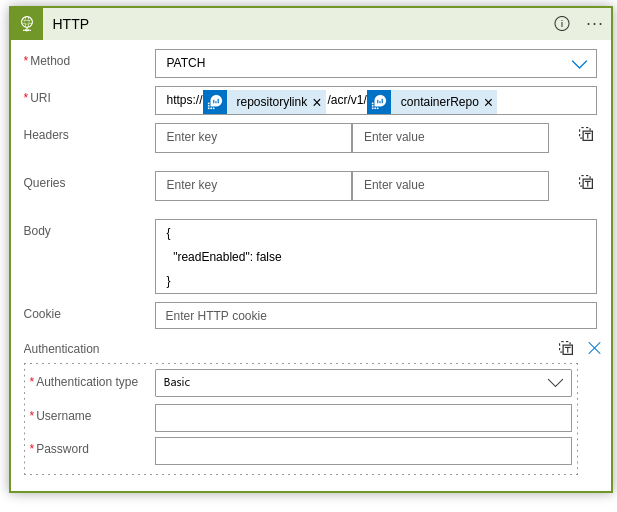 HTTP
* Method PATCH
* URI https:// repositorylink × /acr/v1/ containerRepo ×
Headers Enter key Enter value
Queries Enter key Enter value
Body {
"readEnabled": false
}
Cookie Enter HTTP cookie
Authentication
* Authentication type Basic
* Username
* Password